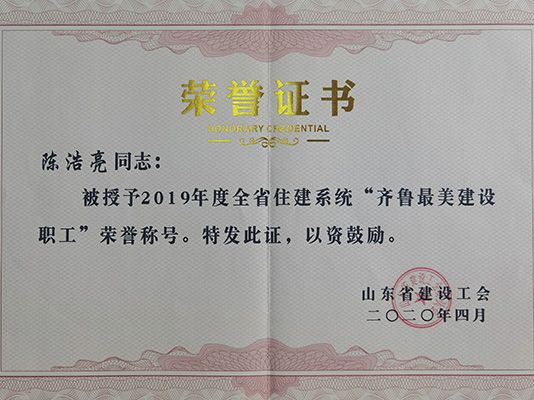 荣誉证书
HONORARY CREDENTIAL
陈浩亮同志：
被授予2019年度全省住建系统“齐鲁最美建设
职工”荣誉称号。特发此证，以资鼓励。
山东省建设工会
二〇二〇年四月